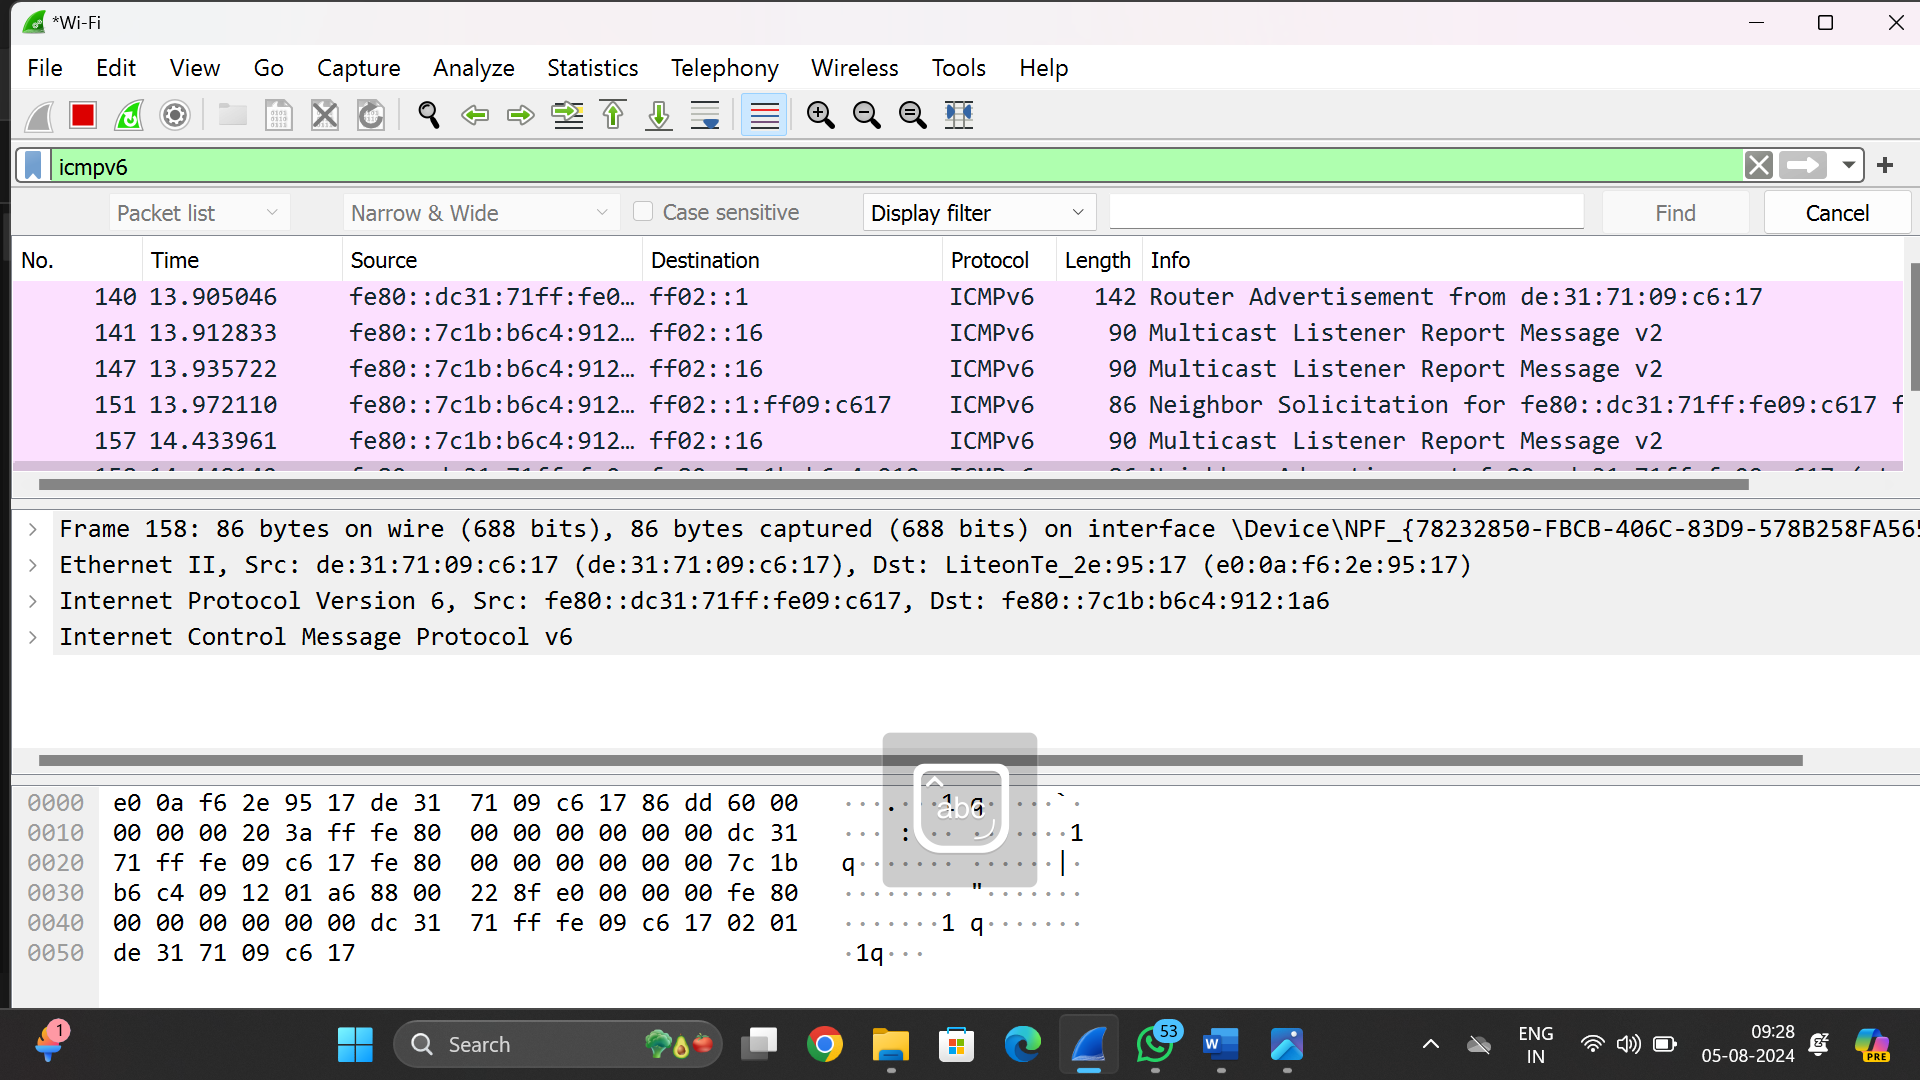 *Wi-Fi
File Edit View Go Capture Analyze Statistics Telephony Wireless Tools Help
icmpv6
Packet list Narrow & Wide Case sensitive Display filter Find Cancel
No. Time Source Destination Protocol Length Info
140 13.905046 fe80::dc31:71ff:fe0… ff02::1 ICMPv6 142 Router Advertisement from de:31:71:09:c6:17
141 13.912833 fe80::7c1b:b6c4:912… ff02::16 ICMPv6 90 Multicast Listener Report Message v2
147 13.935722 fe80::7c1b:b6c4:912… ff02::16 ICMPv6 90 Multicast Listener Report Message v2
151 13.972110 fe80::7c1b:b6c4:912… ff02::1:ff09:c617 ICMPv6 86 Neighbor Solicitation for fe80::dc31:71ff:fe09:c617 f
157 14.433961 fe80::7c1b:b6c4:912… ff02::16 ICMPv6 90 Multicast Listener Report Message v2
Frame 158: 86 bytes on wire (688 bits), 86 bytes captured (688 bits) on interface \Device\NPF_{78232850-FBCB-406C-83D9-578B258FA565
Ethernet II, Src: de:31:71:09:c6:17 (de:31:71:09:c6:17), Dst: LiteonTe_2e:95:17 (e0:0a:f6:2e:95:17)
Internet Protocol Version 6, Src: fe80::dc31:71ff:fe09:c617, Dst: fe80::7c1b:b6c4:912:1a6
Internet Control Message Protocol v6
0000 e0 0a f6 2e 95 17 de 31 71 09 c6 17 86 dd 60 00 ···.···1 q·····`·
0010 00 00 00 20 3a ff fe 80 00 00 00 00 00 00 dc 31 ··· :··· ·······1
0020 71 ff fe 09 c6 17 fe 80 00 00 00 00 00 00 7c 1b q······· ······|·
0030 b6 c4 09 12 01 a6 88 00 22 8f e0 00 00 00 fe 80 ········ "·······
0040 00 00 00 00 00 00 dc 31 71 ff fe 09 c6 17 02 01 ·······1 q·······
0050 de 31 71 09 c6 17 ·1q···
abc
1 Search 53 ENG
IN
09:28
05-08-2024
PRE